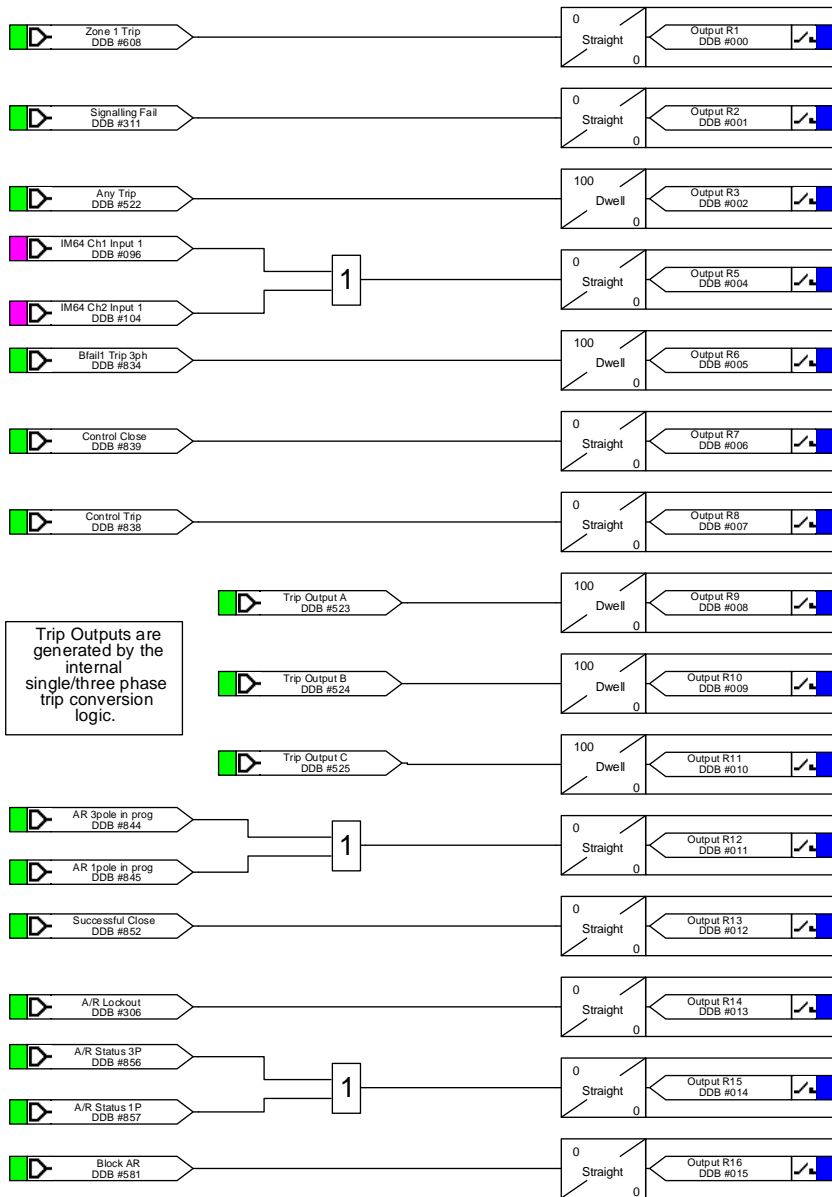 Zone 1 Trip
DDB #608
0
Straight
0
Output R1
DDB #000
Signalling Fail
DDB #311
0
Straight
0
Output R2
DDB #001
Any Trip
DDB #522
100
Dwell
0
Output R3
DDB #002
IM64 Ch1 Input 1
DDB #096
IM64 Ch2 Input 1
DDB #104
1
0
Straight
0
Output R5
DDB #004
Bfail1 Trip 3ph
DDB #834
100
Dwell
0
Output R6
DDB #005
Control Close
DDB #839
0
Straight
0
Output R7
DDB #006
Control Trip
DDB #838
0
Straight
0
Output R8
DDB #007
Trip Output A
DDB #523
100
Dwell
0
Output R9
DDB #008
Trip Outputs are
generated by the
internal
single/three phase
trip conversion
logic.
Trip Output B
DDB #524
100
Dwell
0
Output R10
DDB #009
Trip Output C
DDB #525
100
Dwell
0
Output R11
DDB #010
AR 3pole in prog
DDB #844
AR 1pole in prog
DDB #845
1
0
Straight
0
Output R12
DDB #011
Successful Close
DDB #852
0
Straight
0
Output R13
DDB #012
A/R Lockout
DDB #306
0
Straight
0
Output R14
DDB #013
A/R Status 3P
DDB #856
A/R Status 1P
DDB #857
1
0
Straight
0
Output R15
DDB #014
Block AR
DDB #581
0
Straight
0
Output R16
DDB #015